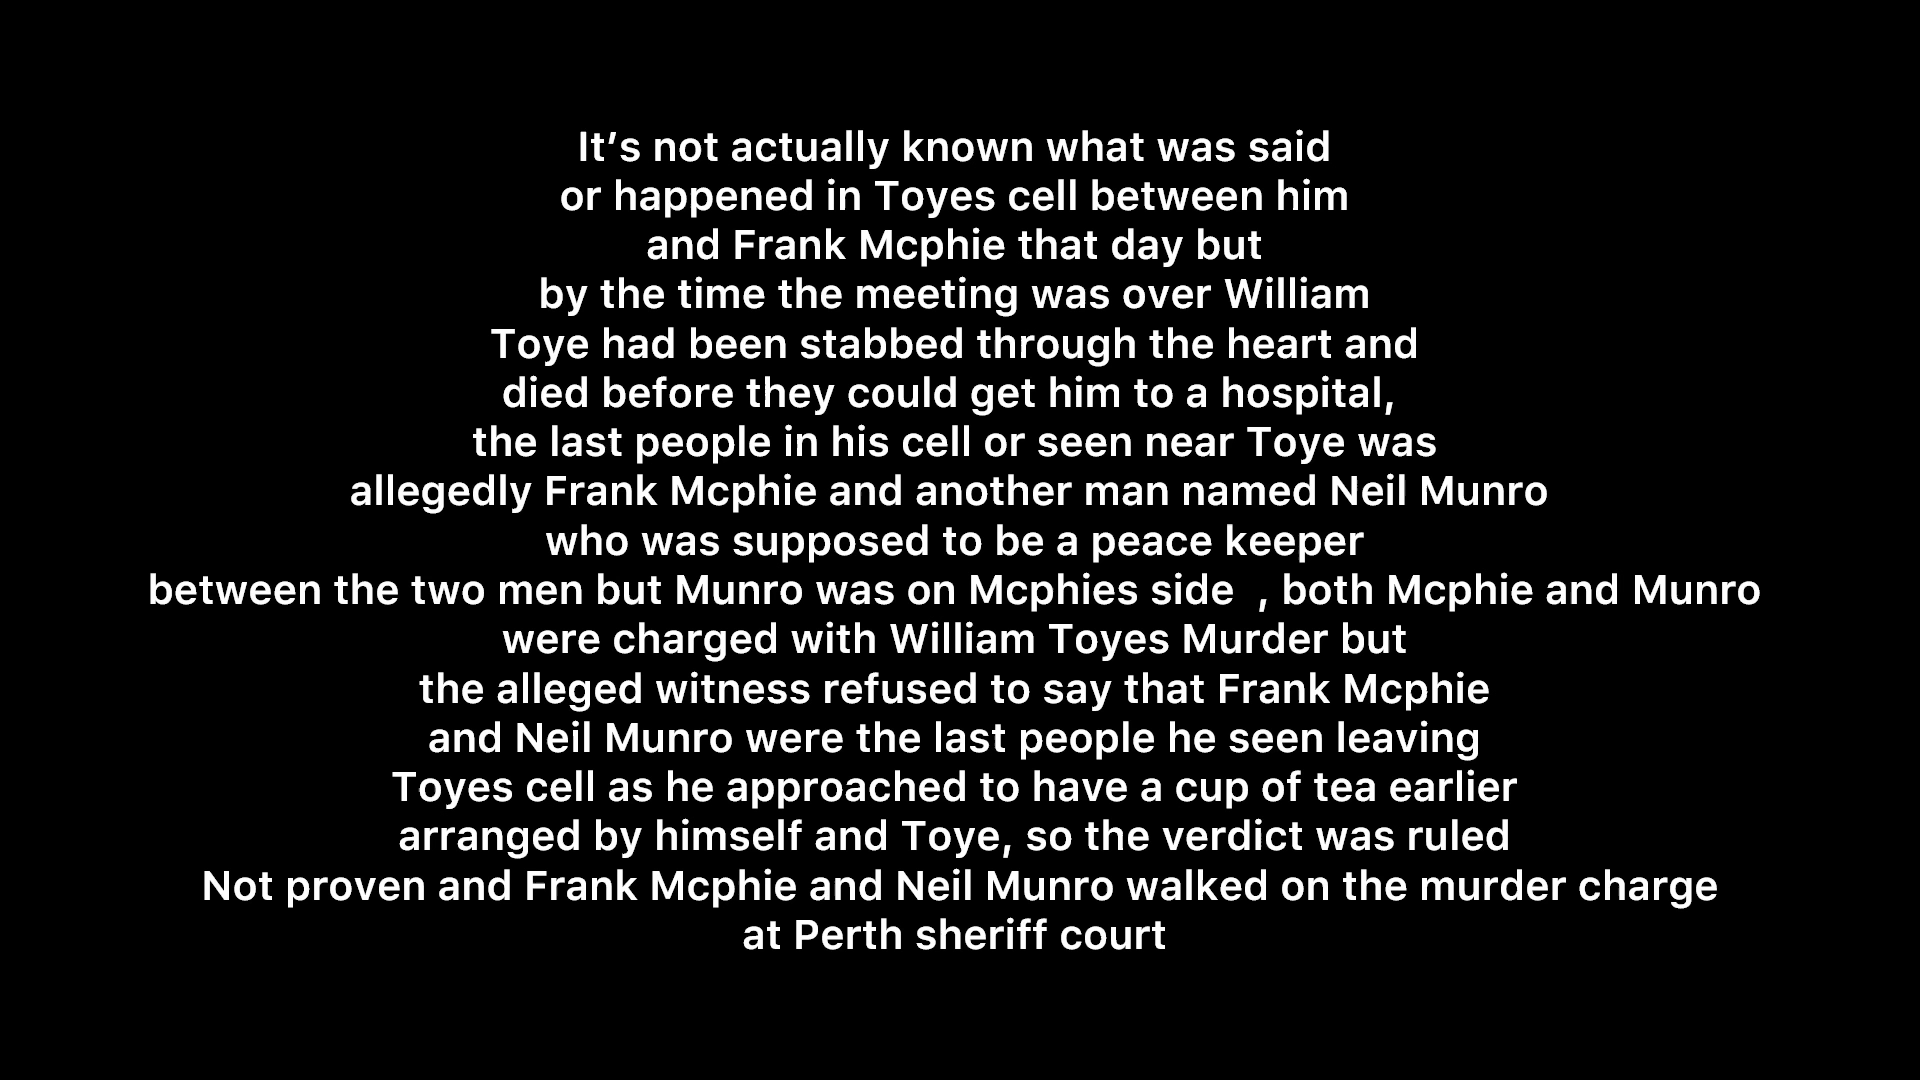 It’s not actually known what was said
or happened in Toyes cell between him
and Frank Mcphie that day but
by the time the meeting was over William
Toye had been stabbed through the heart and
died before they could get him to a hospital,
the last people in his cell or seen near Toye was
allegedly Frank Mcphie and another man named Neil Munro
who was supposed to be a peace keeper
between the two men but Munro was on Mcphies side  , both Mcphie and Munro
were charged with William Toyes Murder but
the alleged witness refused to say that Frank Mcphie
and Neil Munro were the last people he seen leaving
Toyes cell as he approached to have a cup of tea earlier
arranged by himself and Toye, so the verdict was ruled
Not proven and Frank Mcphie and Neil Munro walked on the murder charge
at Perth sheriff court